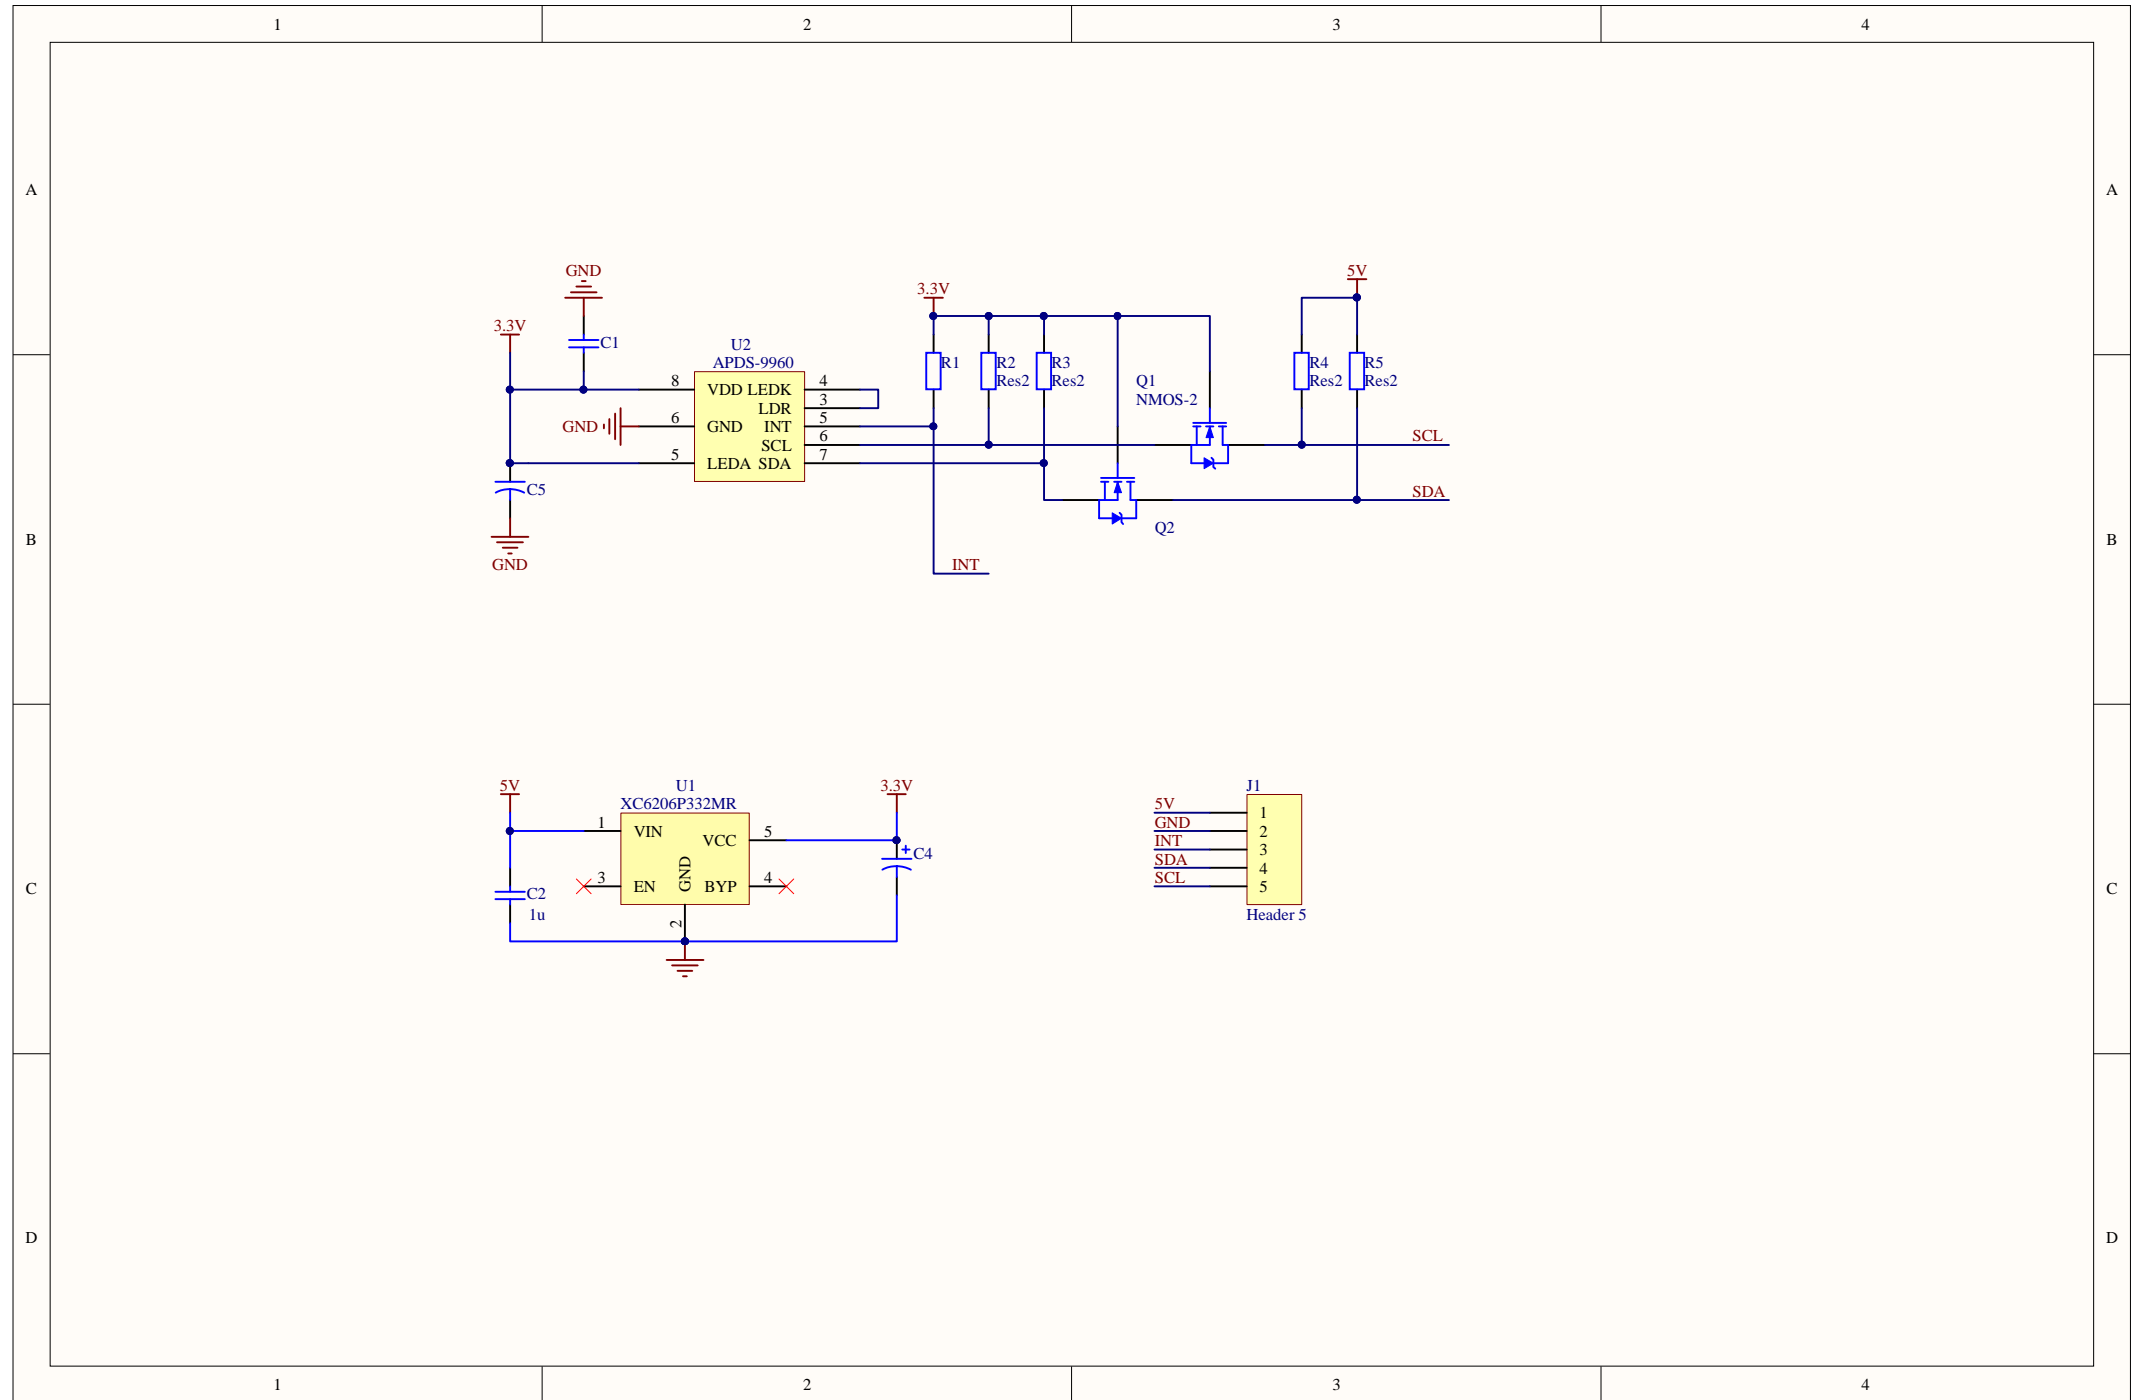 1 2 3 4
A A
GND
5V
3.3V
3.3V
C1
U2
APDS-9960
R1 R2 R3 R4 R5
Res2 Res2 Res2 Res2
Q1
NMOS-2
8 VDD LEDK 4
LDR 3
GND 6 GND INT 5
SCL 6
5 LEDA SDA 7
SCL
C5
SDA
Q2
B B
GND
INT
5V
U1
XC6206P332MR
3.3V
1 VIN
VCC 5
C4
3 EN GND BYP 4
C2
1u
2
J1
5V 1
GND 2
INT 3
SDA 4
SCL 5
Header 5
C C
D D
1 2 3 4